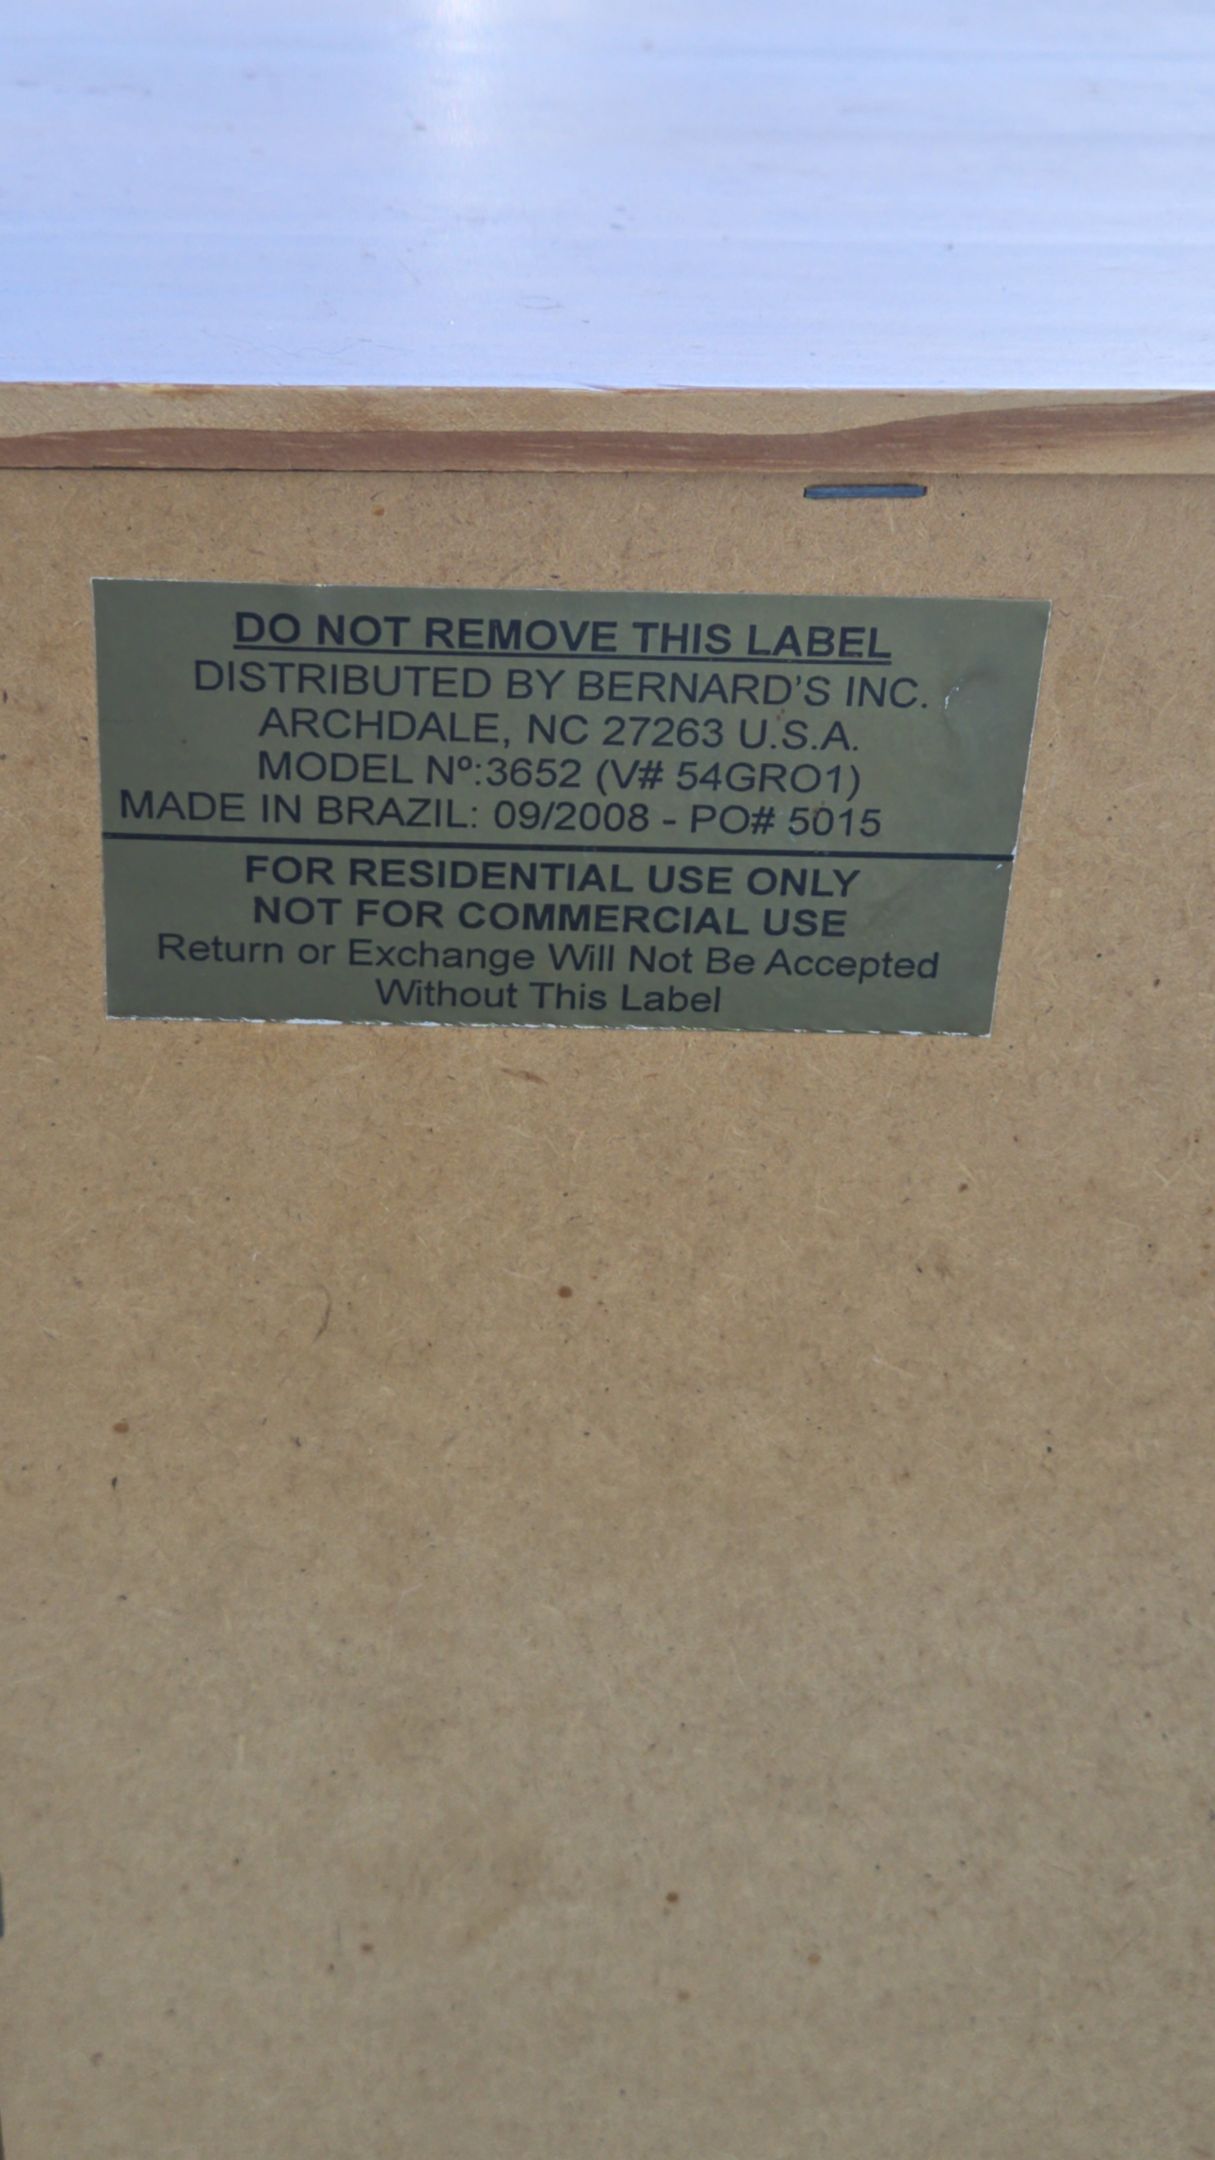 DO NOT REMOVE THIS LABEL
DISTRIBUTED BY BERNARD'S INC.
ARCHDALE, NC 27263 U.S.A.
MODEL Nº:3652 (V# 54GRO1)
MADE IN BRAZIL: 09/2008 - PO# 5015
FOR RESIDENTIAL USE ONLY
NOT FOR COMMERCIAL USE
Return or Exchange Will Not Be Accepted
Without This Label